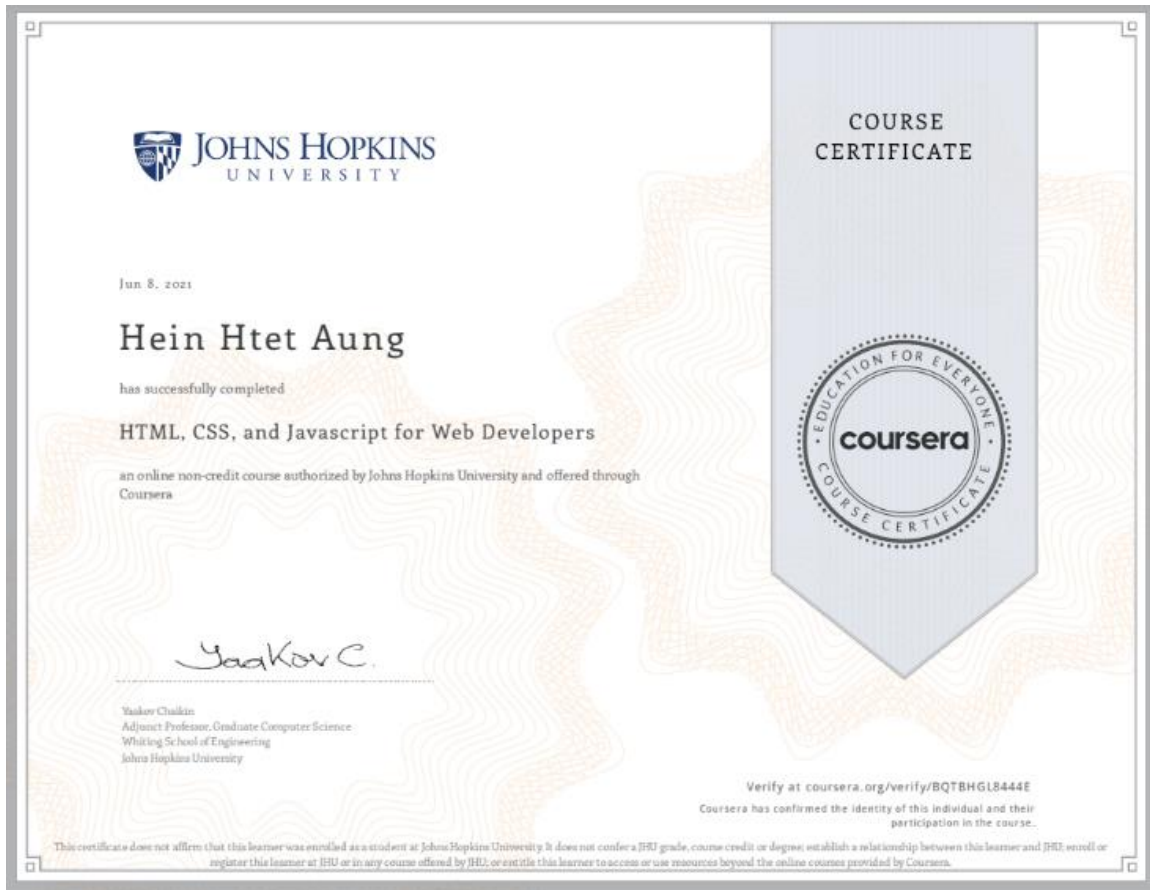 JOHNS HOPKINS
UNIVERSITY
COURSE
CERTIFICATE
Jun 8, 2021
Hein Htet Aung
has successfully completed
HTML, CSS, and Javascript for Web Developers
an online non-credit course authorized by Johns Hopkins University and offered through
Coursera
EDUCATION FOR EVERYONE
coursera
COURSE CERTIFICATE
Yaakov C.
Yaakov Chaikin
Adjunct Professor, Graduate Computer Science
Whiting School of Engineering
Johns Hopkins University
Verify at coursera.org/verify/BQTBHGL8444E
Coursera has confirmed the identity of this individual and their
participation in the course.
This certificate does not affirm that this learner was enrolled as a student at Johns Hopkins University. It does not confer a JHU grade, course credit or degree; establish a relationship between this learner and JHU; enroll or
register this learner at JHU or in any course offered by JHU; or entitle this learner to access or use resources beyond the online courses provided by Coursera.